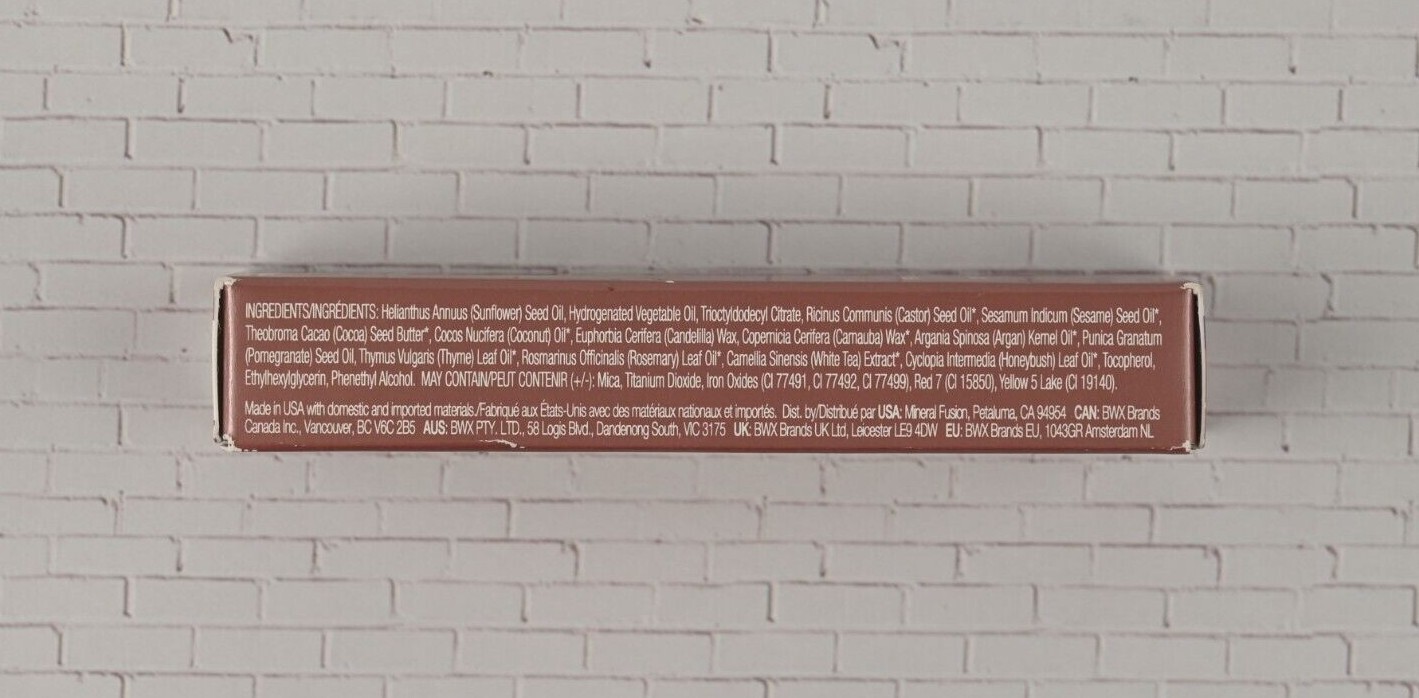 INGREDIENTS/INGRÉDIENTS: Helianthus Annuus (Sunflower) Seed Oil, Hydrogenated Vegetable Oil, Trioctyldodecyl Citrate, Ricinus Communis (Castor) Seed Oil*, Sesamum Indicum (Sesame) Seed Oil*,
Theobroma Cacao (Cocoa) Seed Butter*, Cocos Nucifera (Coconut) Oil*, Euphorbia Cerifera (Candelilla) Wax, Copernicia Cerifera (Carnauba) Wax*, Argania Spinosa (Argan) Kernel Oil*, Punica Granatum
(Pomegranate) Seed Oil, Thymus Vulgaris (Thyme) Leaf Oil*, Rosmarinus Officinalis (Rosemary) Leaf Oil*, Camellia Sinensis (White Tea) Extract*, Cyclopia Intermedia (Honeybush) Leaf Oil*, Tocopherol,
Ethylhexylglycerin, Phenethyl Alcohol. MAY CONTAIN/PEUT CONTENIR (+/-): Mica, Titanium Dioxide, Iron Oxides (CI 77491, CI 77492, CI 77499), Red 7 (CI 15850), Yellow 5 Lake (CI 19140).
Made in USA with domestic and imported materials/Fabriqué aux États-Unis avec des matériaux nationaux et importés. Dist. by/Distribué par USA: Mineral Fusion, Petaluma, CA 94954 CAN: BWX Brands
Canada Inc., Vancouver, BC V6C 2B5 AUS: BWX PTY. LTD., 58 Logis Blvd., Dandenong South, VIC 3175 UK: BWX Brands UK Ltd, Leicester LE9 4DW EU: BWX Brands EU, 1043GR Amsterdam NL